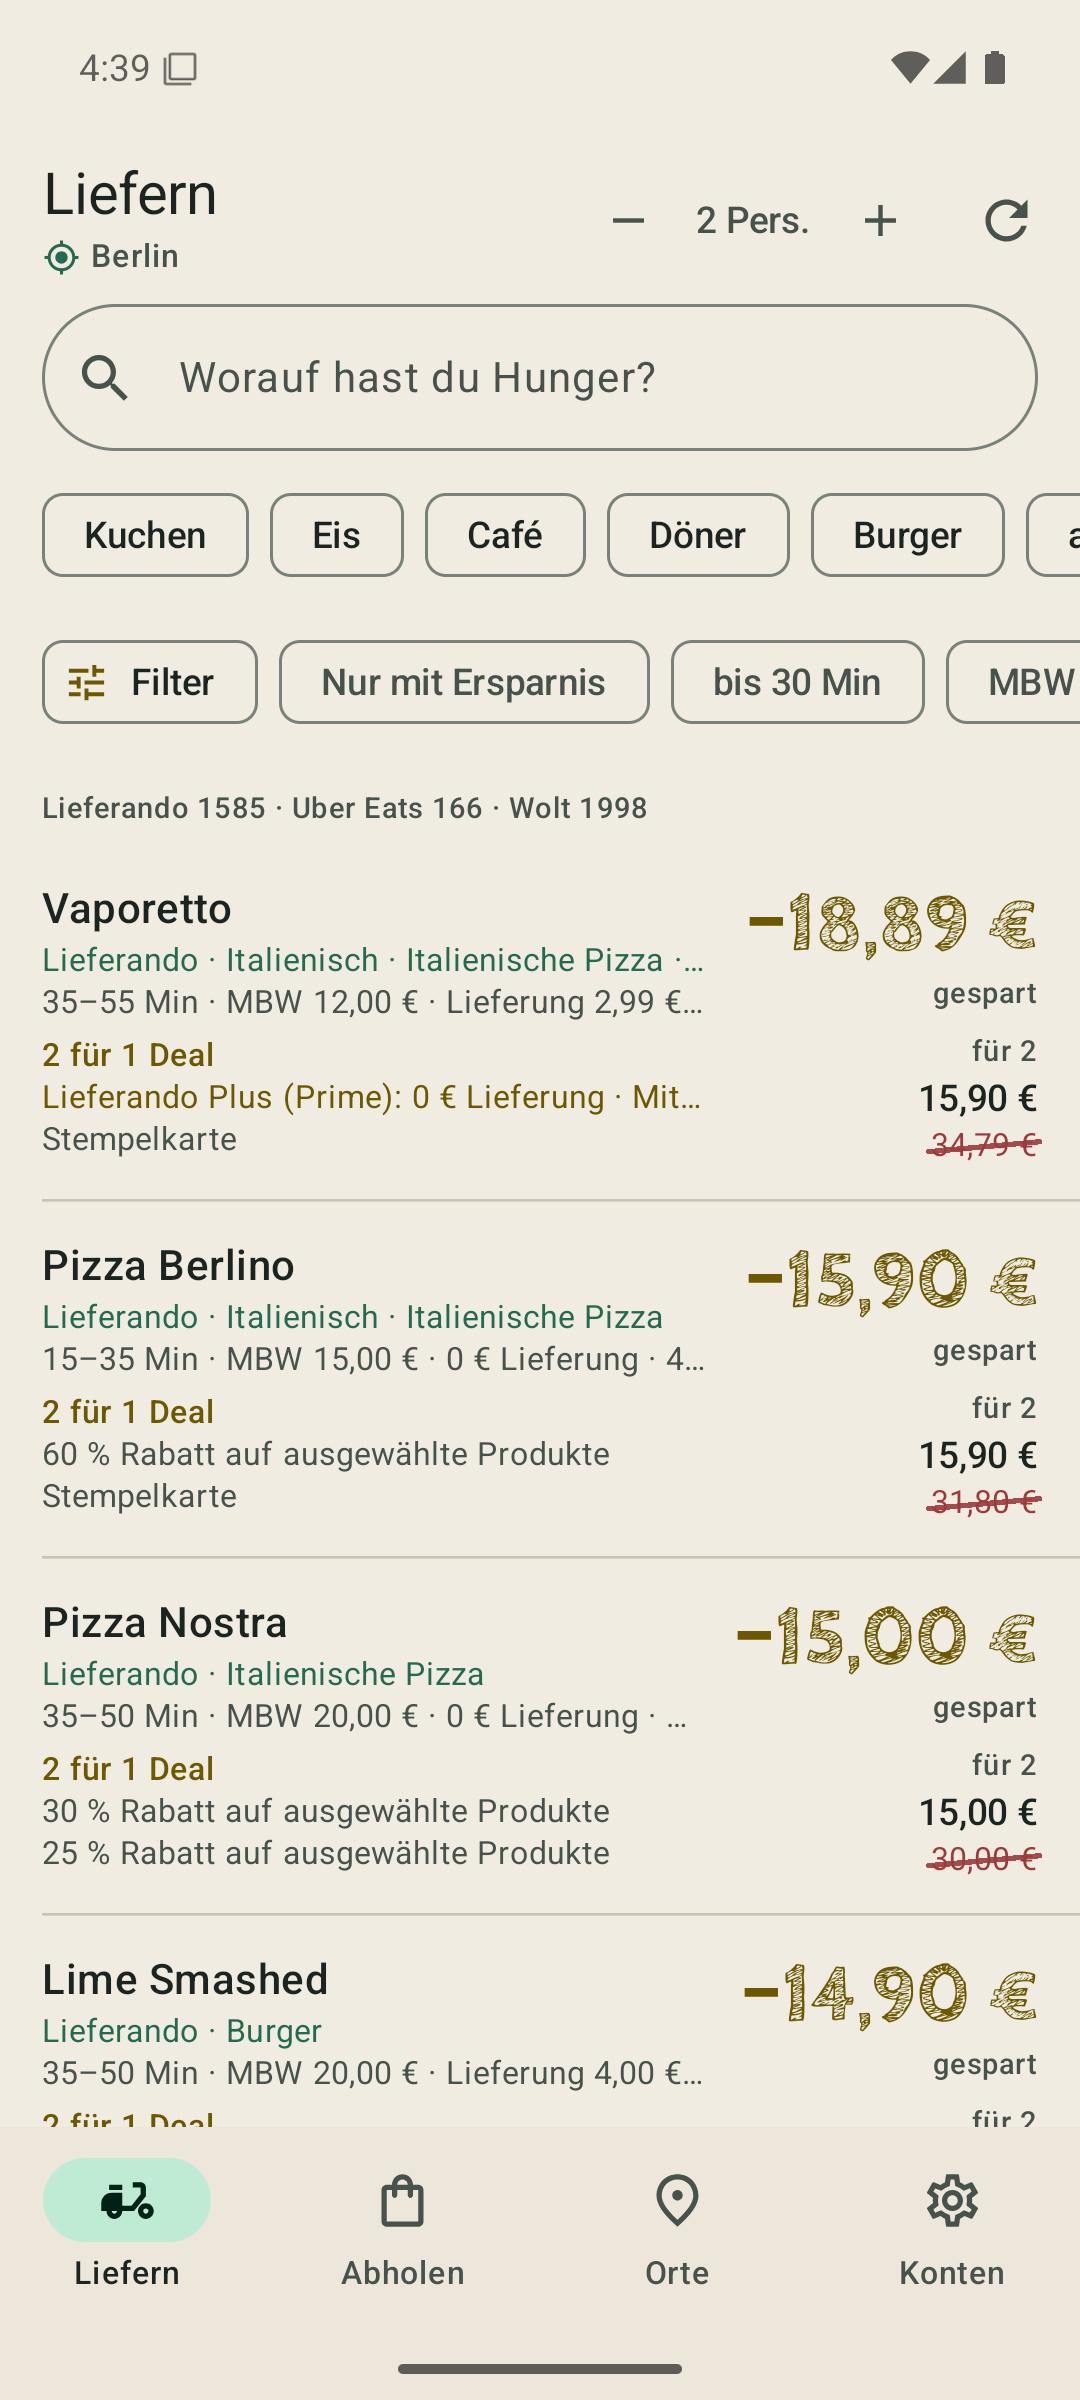 4:39
Liefern
Berlin
2 Pers.
Worauf hast du Hunger?
Kuchen Eis Café Döner Burger
Filter Nur mit Ersparnis bis 30 Min MBW
Lieferando 1585 · Uber Eats 166 · Wolt 1998
Vaporetto
−18,89 €
Lieferando · Italienisch · Italienische Pizza ·…
35–55 Min · MBW 12,00 € · Lieferung 2,99 €…
gespart
2 für 1 Deal
für 2
Lieferando Plus (Prime): 0 € Lieferung · Mit…
15,90 €
Stempelkarte
34,79 €
Pizza Berlino
−15,90 €
Lieferando · Italienisch · Italienische Pizza
15–35 Min · MBW 15,00 € · 0 € Lieferung · 4…
gespart
2 für 1 Deal
für 2
60 % Rabatt auf ausgewählte Produkte
15,90 €
Stempelkarte
31,80 €
Pizza Nostra
−15,00 €
Lieferando · Italienische Pizza
35–50 Min · MBW 20,00 € · 0 € Lieferung · …
gespart
2 für 1 Deal
für 2
30 % Rabatt auf ausgewählte Produkte
15,00 €
25 % Rabatt auf ausgewählte Produkte
30,00 €
Lime Smashed
−14,90 €
Lieferando · Burger
35–50 Min · MBW 20,00 € · Lieferung 4,00 €…
gespart
2 für 1 Deal
für 2
Liefern Abholen Orte Konten